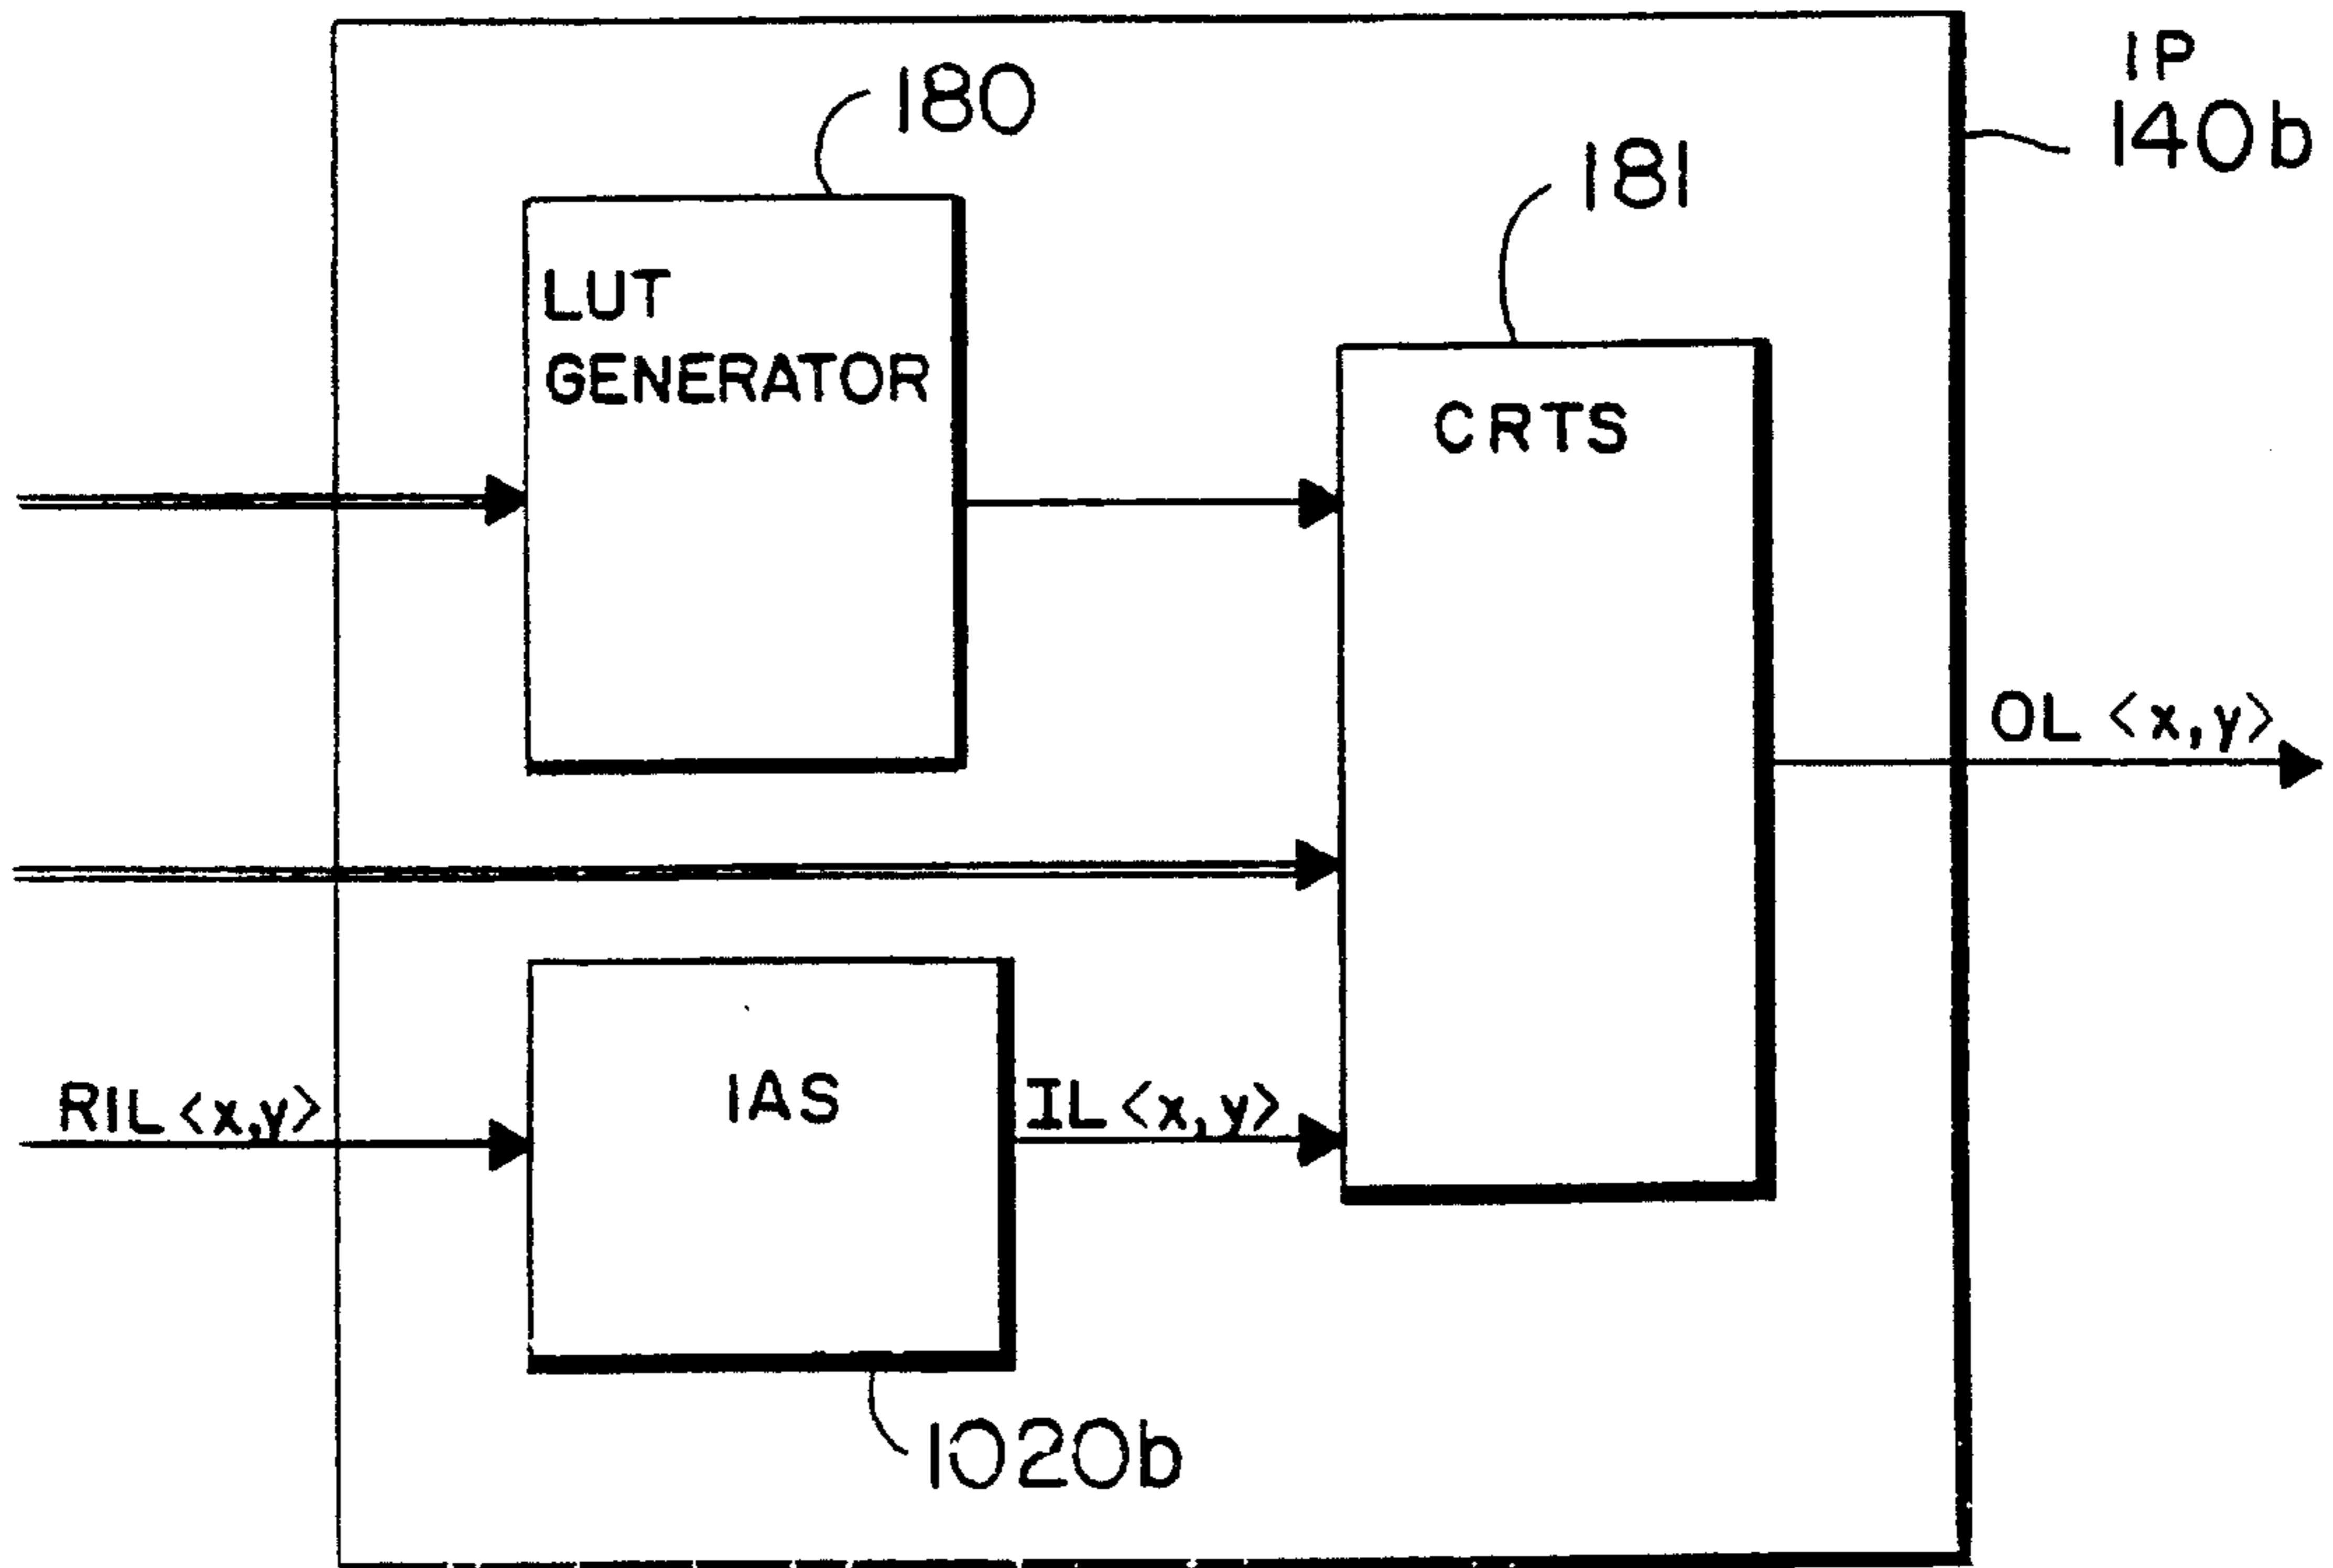 IP
140b
180
181
LUT
GENERATOR
CRTS
OL <x,y>
IAS
RIL<x,y>
IL<x,y>
1020b